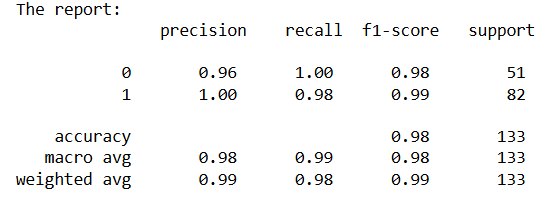 The report:
precision recall f1-score support
0 0.96 1.00 0.98 51
1 1.00 0.98 0.99 82
accuracy 0.98 133
macro avg 0.98 0.99 0.98 133
weighted avg 0.99 0.98 0.99 133